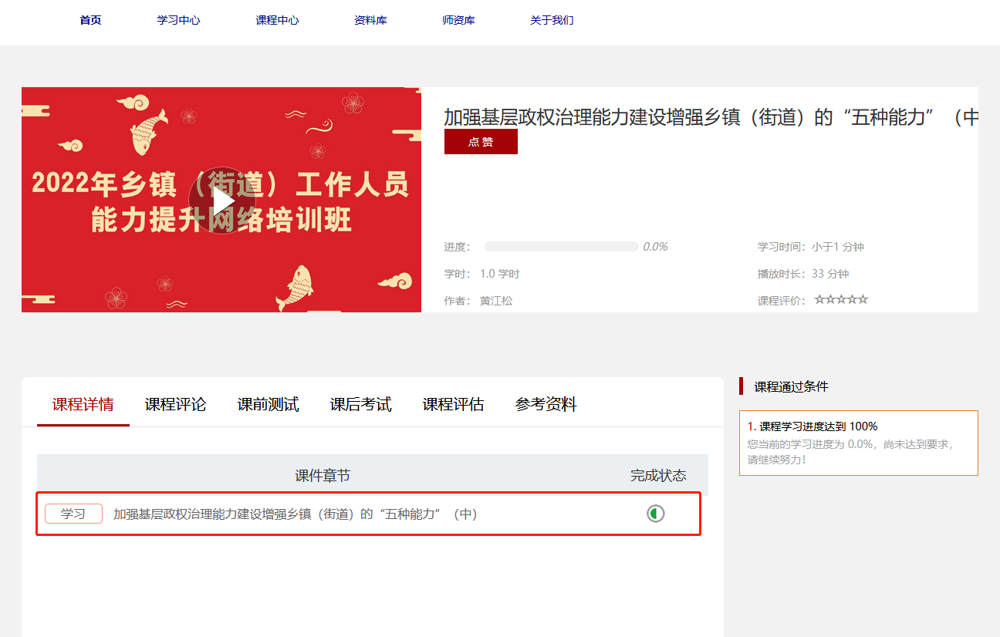 首页 学习中心 课程中心 资料库 师资库 关于我们
2022年乡镇（街道）工作人员
能力提升网络培训班
加强基层政权治理能力建设增强乡镇（街道）的“五种能力”（中
点 赞
进度： 0.0% 学习时间：小于1 分钟
学时： 1.0 学时 播放时长：33 分钟
作者： 黄江松 课程评价： ☆☆☆☆☆
课程详情 课程评论 课前测试 课后考试 课程评估 参考资料
课件章节 完成状态
学习 加强基层政权治理能力建设增强乡镇（街道）的“五种能力”（中）
课程通过条件
1. 课程学习进度达到 100%
您当前的学习进度为 0.0%，尚未达到要求，
请继续努力！